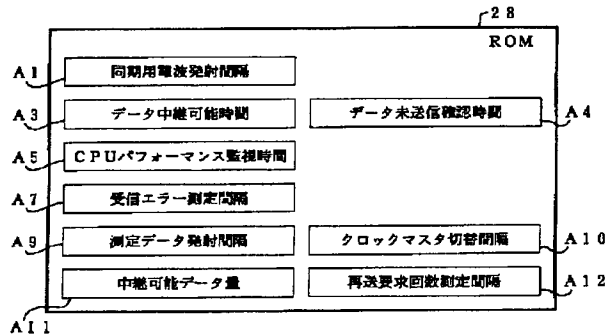 28
ROM
A1 同期用電波発射間隔
A3 データ中継可能時間 データ未送信確認時間 A4
A5 CPUパフォーマンス監視時間
A7 受信エラー測定間隔
A9 測定データ発射間隔 クロックマスタ切替間隔 A10
中継可能データ量 再送要求回数測定間隔 A12
A11